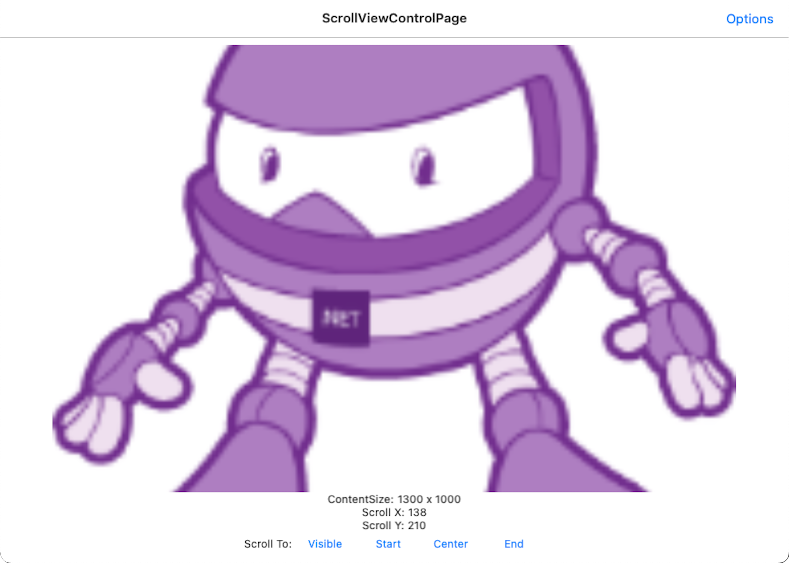 ScrollViewControlPage
Options
.NET
ContentSize: 1300 x 1000
Scroll X: 138
Scroll Y: 210
Scroll To: Visible Start Center End